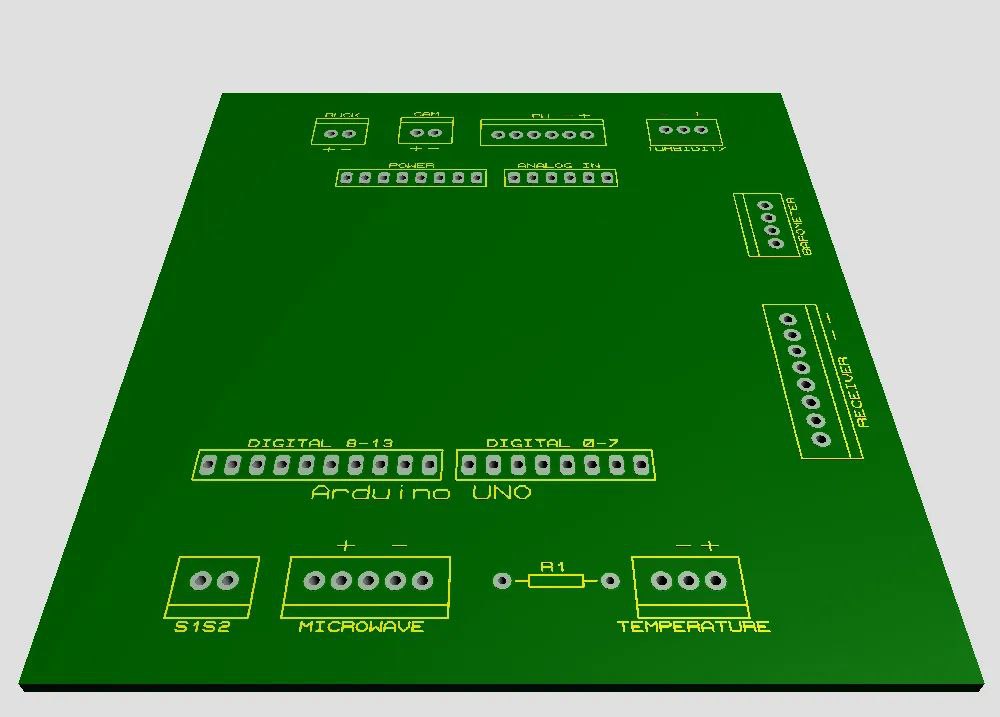 BUCK
+ -
CAM
+ -
PH - +
- +
TURBIDITY
POWER
ANALOG IN
BAROMETER
RECEIVER
- +
DIGITAL 8-13
DIGITAL 0-7
Arduino UNO
+ -
R1
- +
S1S2
MICROWAVE
TEMPERATURE